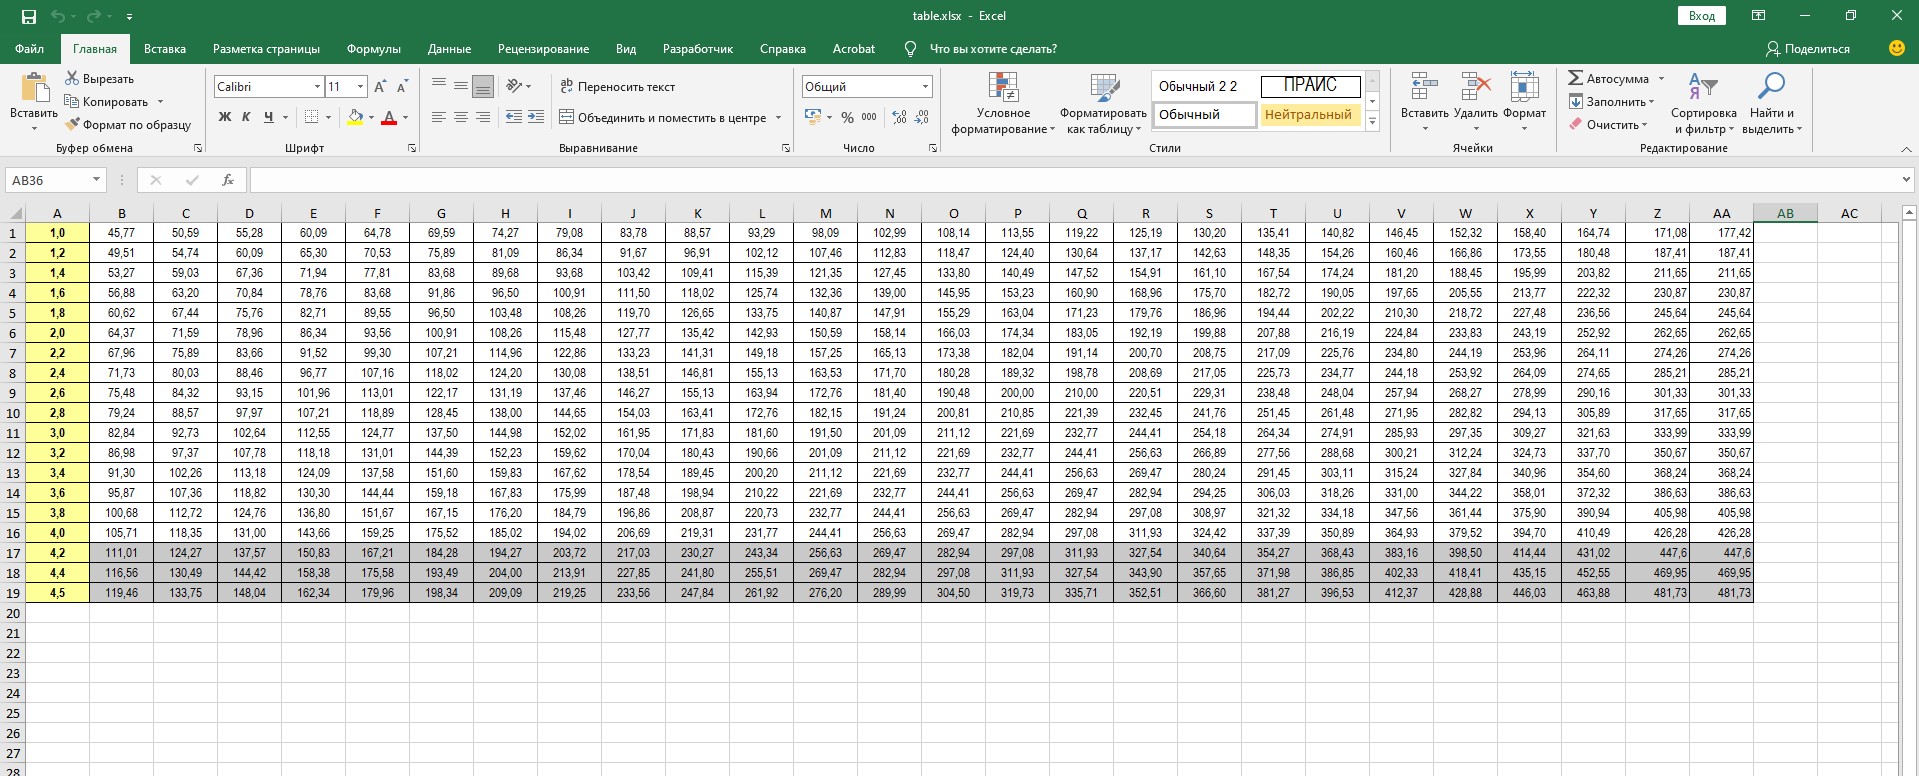 table.xlsx - Excel
Вход
Файл Главная Вставка Разметка страницы Формулы Данные Рецензирование Вид Разработчик Справка Acrobat Что вы хотите сделать? Поделиться
Вставить
Вырезать
Копировать
Формат по образцу
Буфер обмена
Calibri 11
Ж К Ч
Шрифт
Переносить текст
Объединить и поместить в центре
Выравнивание
Общий
% 000
Число
Условное форматирование
Форматировать как таблицу
Обычный 2 2 ПРАЙС
Обычный Нейтральный
Стили
Вставить Удалить Формат
Ячейки
Автосумма
Заполнить
Очистить
Сортировка и фильтр
Найти и выделить
Редактирование
AB36 fx
A B C D E F G H I J K L M N O P Q R S T U V W X Y Z AA AB AC
1 1,0 45,77 50,59 55,28 60,09 64,78 69,59 74,27 79,08 83,78 88,57 93,29 98,09 102,99 108,14 113,55 119,22 125,19 130,20 135,41 140,82 146,45 152,32 158,40 164,74 171,08 177,42
2 1,2 49,51 54,74 60,09 65,30 70,53 75,89 81,09 86,34 91,67 96,91 102,12 107,46 112,83 118,47 124,40 130,64 137,17 142,63 148,35 154,26 160,46 166,86 173,55 180,48 187,41 187,41
3 1,4 53,27 59,03 67,36 71,94 77,81 83,68 89,68 93,68 103,42 109,41 115,39 121,35 127,45 133,80 140,49 147,52 154,91 161,10 167,54 174,24 181,20 188,45 195,99 203,82 211,65 211,65
4 1,6 56,88 63,20 70,84 78,76 83,68 91,86 96,50 100,91 111,50 118,02 125,74 132,36 139,00 145,95 153,23 160,90 168,96 175,70 182,72 190,05 197,65 205,55 213,77 222,32 230,87 230,87
5 1,8 60,62 67,44 75,76 82,71 89,55 96,50 103,48 108,26 119,70 126,65 133,75 140,87 147,91 155,29 163,04 171,23 179,76 186,96 194,44 202,22 210,30 218,72 227,48 236,56 245,64 245,64
6 2,0 64,37 71,59 78,96 86,34 93,56 100,91 108,26 115,48 127,77 135,42 142,93 150,59 158,14 166,03 174,34 183,05 192,19 199,88 207,88 216,19 224,84 233,83 243,19 252,92 262,65 262,65
7 2,2 67,96 75,89 83,66 91,52 99,30 107,21 114,96 122,86 133,23 141,31 149,18 157,25 165,13 173,38 182,04 191,14 200,70 208,75 217,09 225,76 234,80 244,19 253,96 264,11 274,26 274,26
8 2,4 71,73 80,03 88,46 96,77 107,16 118,02 124,20 130,08 138,51 146,81 155,13 163,53 171,70 180,28 189,32 198,78 208,69 217,05 225,73 234,77 244,18 253,92 264,09 274,65 285,21 285,21
9 2,6 75,48 84,32 93,15 101,96 113,01 122,17 131,19 137,46 146,27 155,13 163,94 172,76 181,40 190,48 200,00 210,00 220,51 229,31 238,48 248,04 257,94 268,27 278,99 290,16 301,33 301,33
10 2,8 79,24 88,57 97,97 107,21 118,89 128,45 138,00 144,65 154,03 163,41 172,76 182,15 191,24 200,81 210,85 221,39 232,45 241,76 251,45 261,48 271,95 282,82 294,13 305,89 317,65 317,65
11 3,0 82,84 92,73 102,64 112,55 124,77 137,50 144,98 152,02 161,95 171,83 181,60 191,50 201,09 211,12 221,69 232,77 244,41 254,18 264,34 274,91 285,93 297,35 309,27 321,63 333,99 333,99
12 3,2 86,98 97,37 107,78 118,18 131,01 144,39 152,23 159,62 170,04 180,43 190,66 201,09 211,12 221,69 232,77 244,41 256,63 266,89 277,56 288,68 300,21 312,24 324,73 337,70 350,67 350,67
13 3,4 91,30 102,26 113,18 124,09 137,58 151,60 159,83 167,62 178,54 189,45 200,20 211,12 221,69 232,77 244,41 256,63 269,47 280,24 291,45 303,11 315,24 327,84 340,96 354,60 368,24 368,24
14 3,6 95,87 107,36 118,82 130,30 144,44 159,18 167,83 175,99 187,48 198,94 210,22 221,69 232,77 244,41 256,63 269,47 282,94 294,25 306,03 318,26 331,00 344,22 358,01 372,32 386,63 386,63
15 3,8 100,68 112,72 124,76 136,80 151,67 167,15 176,20 184,79 196,86 208,87 220,73 232,77 244,41 256,63 269,47 282,94 297,08 308,97 321,32 334,18 347,56 361,44 375,90 390,94 405,98 405,98
16 4,0 105,71 118,35 131,00 143,66 159,25 175,52 185,02 194,02 206,69 219,31 231,77 244,41 256,63 269,47 282,94 297,08 311,93 324,42 337,39 350,89 364,93 379,52 394,70 410,49 426,28 426,28
17 4,2 111,01 124,27 137,57 150,83 167,21 184,28 194,27 203,72 217,03 230,27 243,34 256,63 269,47 282,94 297,08 311,93 327,54 340,64 354,27 368,43 383,16 398,50 414,44 431,02 447,6 447,6
18 4,4 116,56 130,49 144,42 158,38 175,58 193,49 204,00 213,91 227,85 241,80 255,51 269,47 282,94 297,08 311,93 327,54 343,90 357,65 371,98 386,85 402,33 418,41 435,15 452,55 469,95 469,95
19 4,5 119,46 133,75 148,04 162,34 179,96 198,34 209,09 219,25 233,56 247,84 261,92 276,20 289,99 304,50 319,73 335,71 352,51 366,60 381,27 396,53 412,37 428,88 446,03 463,88 481,73 481,73
20
21
22
23
24
25
26
27
28